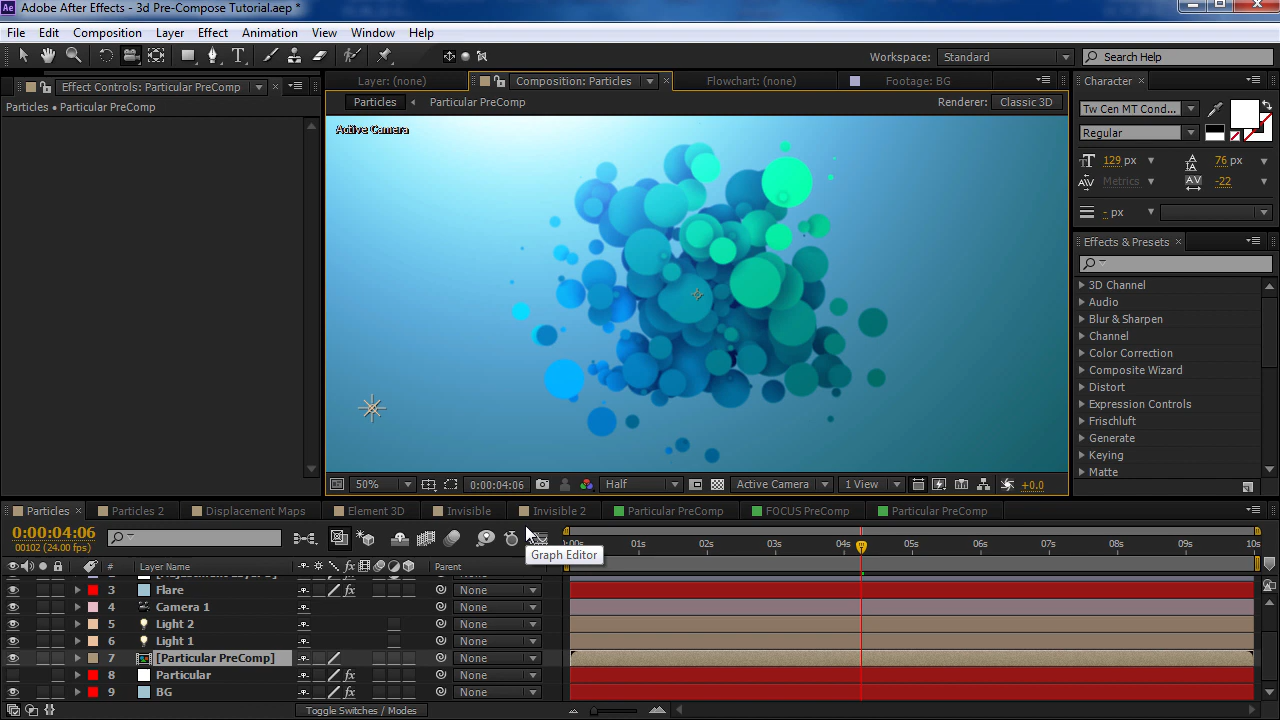 Adobe After Effects - 3d Pre-Compose Tutorial.aep *
File Edit Composition Layer Effect Animation View Window Help
Workspace: Standard Search Help
Effect Controls: Particular PreComp
Layer: (none) Composition: Particles Flowchart: (none) Footage: BG
Character
Particles • Particular PreComp
Particles Particular PreComp Renderer: Classic 3D
Tw Cen MT Cond...
Active Camera
Regular
129 px 76 px
Metrics -22
- px
Effects & Presets
3D Channel
Audio
Blur & Sharpen
Channel
Color Correction
Composite Wizard
Distort
Expression Controls
Frischluft
Generate
Keying
Matte
50% 0:00:04:06 Half Active Camera 1 View +0.0
Particles Particles 2 Displacement Maps Element 3D Invisible Invisible 2 Particular PreComp FOCUS PreComp Particular PreComp
0:00:04:06
00102 (24.00 fps)
01s 02s 03s 04s 05s 06s 07s 08s 09s 10s
Graph Editor
# Layer Name Parent
3 Flare None
4 Camera 1 None
5 Light 2 None
6 Light 1 None
7 [Particular PreComp] None
8 Particular None
9 BG None
Toggle Switches / Modes